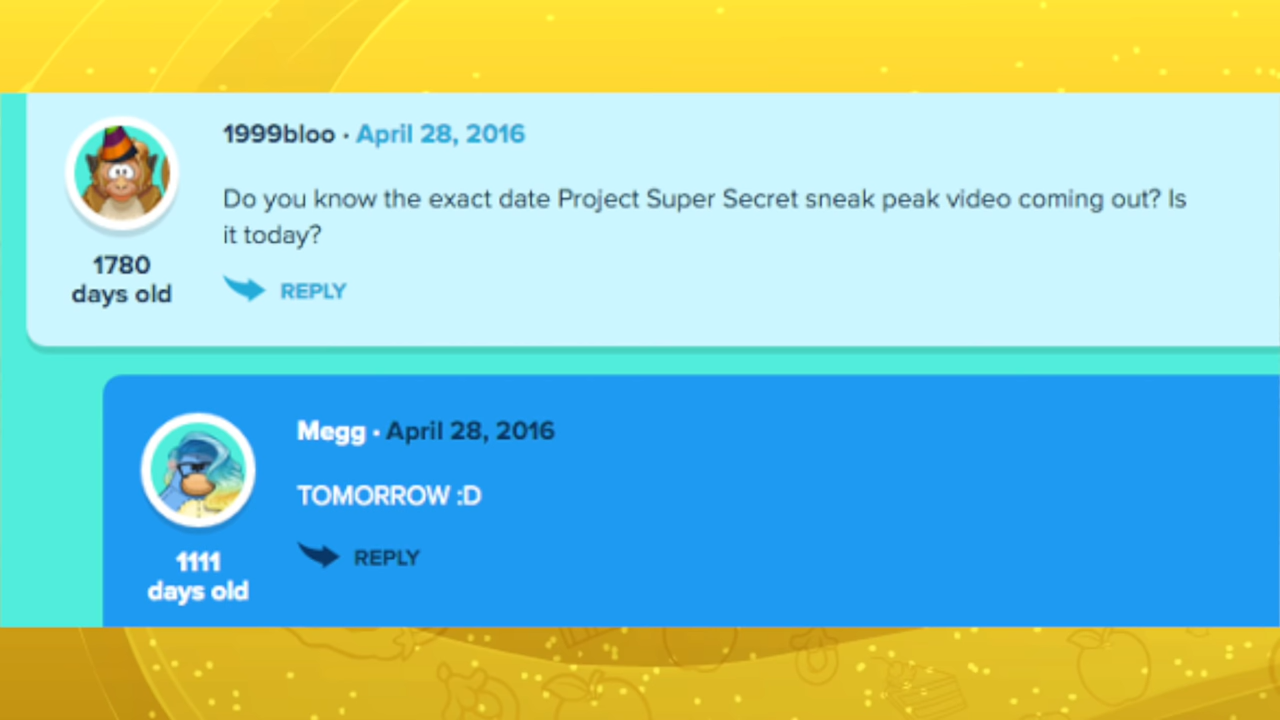 1999bloo · April 28, 2016
Do you know the exact date Project Super Secret sneak peak video coming out? Is
it today?
1780
days old
REPLY
Megg · April 28, 2016
TOMORROW :D
1111
days old
REPLY